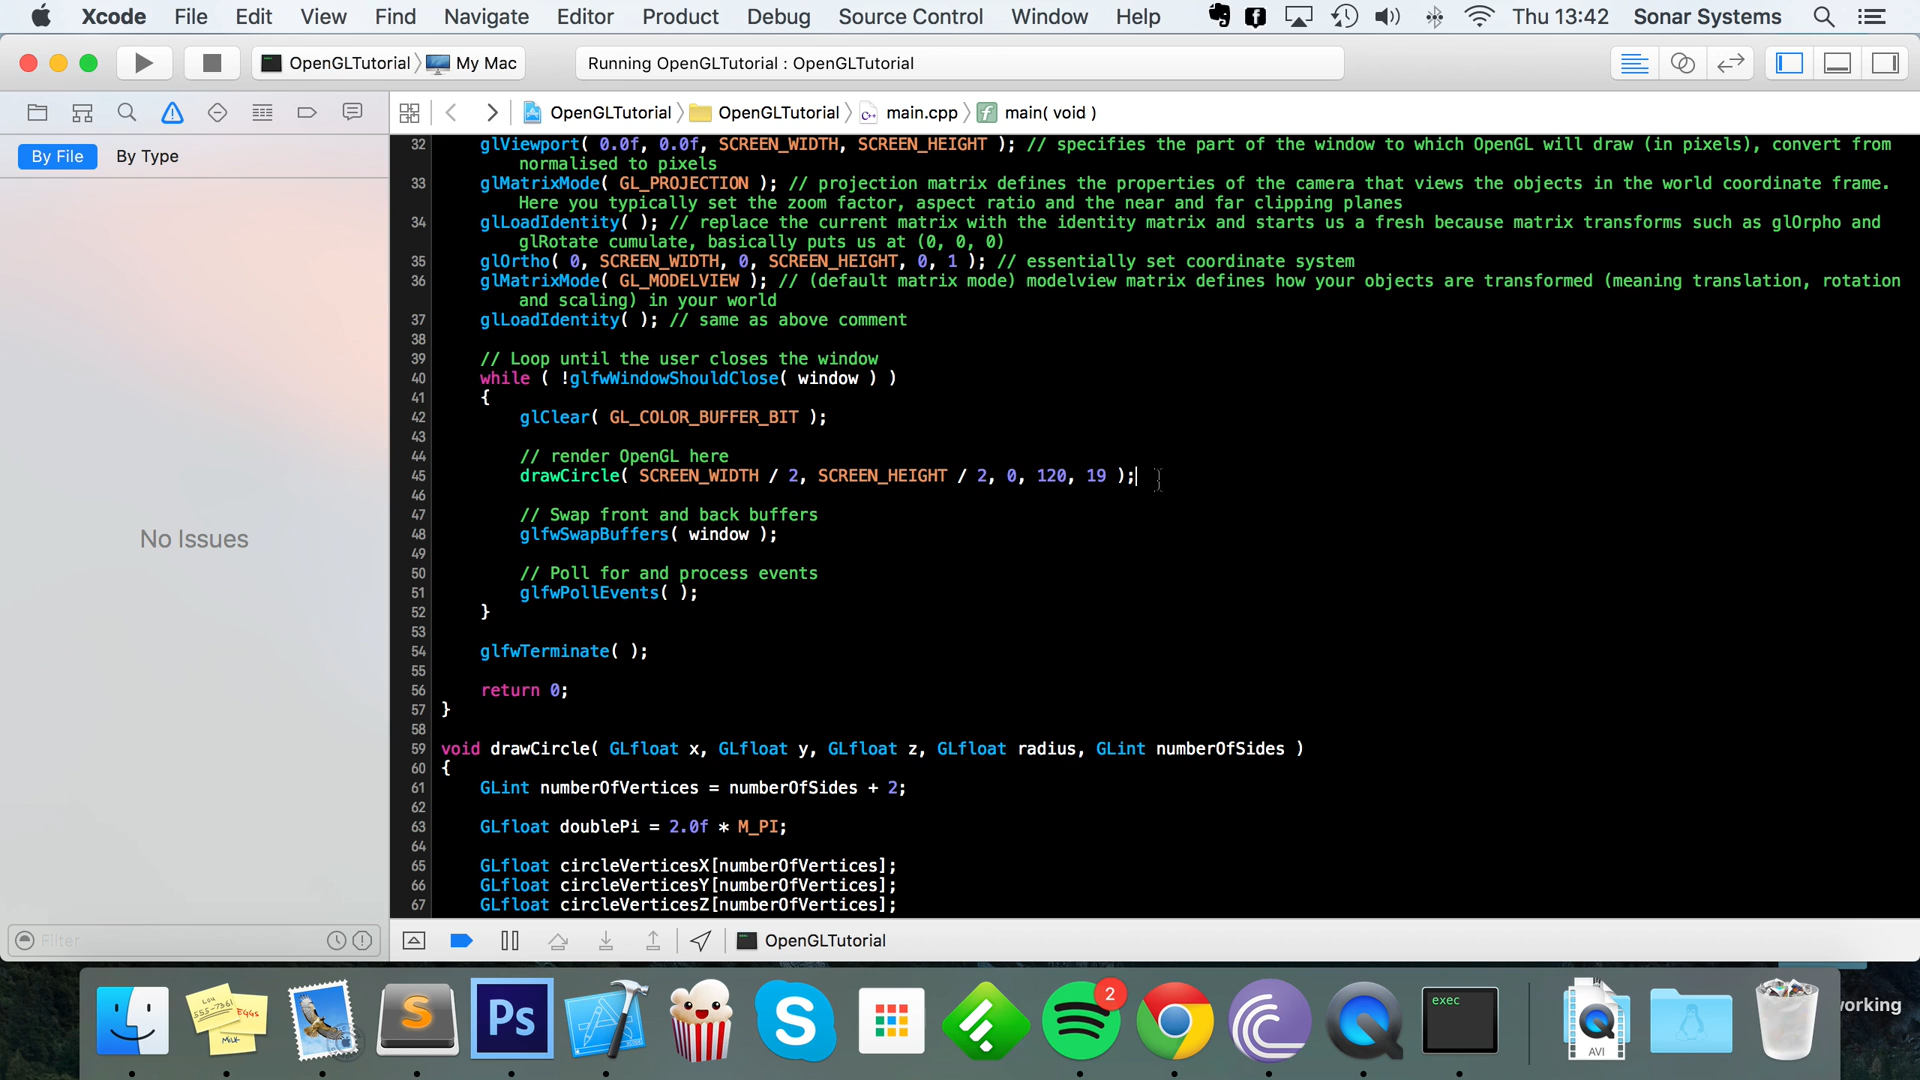 Xcode File Edit View Find Navigate Editor Product Debug Source Control Window Help Thu 13:42 Sonar Systems
OpenGLTutorial My Mac Running OpenGLTutorial : OpenGLTutorial
OpenGLTutorial OpenGLTutorial main.cpp main( void )
By File By Type
32 glViewport( 0.0f, 0.0f, SCREEN_WIDTH, SCREEN_HEIGHT ); // specifies the part of the window to which OpenGL will draw (in pixels), convert from
normalised to pixels
33 glMatrixMode( GL_PROJECTION ); // projection matrix defines the properties of the camera that views the objects in the world coordinate frame.
Here you typically set the zoom factor, aspect ratio and the near and far clipping planes
34 glLoadIdentity( ); // replace the current matrix with the identity matrix and starts us a fresh because matrix transforms such as glOrpho and
glRotate cumulate, basically puts us at (0, 0, 0)
35 glOrtho( 0, SCREEN_WIDTH, 0, SCREEN_HEIGHT, 0, 1 ); // essentially set coordinate system
36 glMatrixMode( GL_MODELVIEW ); // (default matrix mode) modelview matrix defines how your objects are transformed (meaning translation, rotation
and scaling) in your world
37 glLoadIdentity( ); // same as above comment
38
39 // Loop until the user closes the window
40 while ( !glfwWindowShouldClose( window ) )
41 {
42 glClear( GL_COLOR_BUFFER_BIT );
43
44 // render OpenGL here
45 drawCircle( SCREEN_WIDTH / 2, SCREEN_HEIGHT / 2, 0, 120, 19 );
46
47 // Swap front and back buffers
48 glfwSwapBuffers( window );
49
50 // Poll for and process events
51 glfwPollEvents( );
52 }
53
54 glfwTerminate( );
55
56 return 0;
57 }
58
59 void drawCircle( GLfloat x, GLfloat y, GLfloat z, GLfloat radius, GLint numberOfSides )
60 {
61 GLint numberOfVertices = numberOfSides + 2;
62
63 GLfloat doublePi = 2.0f * M_PI;
64
65 GLfloat circleVerticesX[numberOfVertices];
66 GLfloat circleVerticesY[numberOfVertices];
67 GLfloat circleVerticesZ[numberOfVertices];
No Issues
Filter OpenGLTutorial
LOU
555-7361
EGGS
MILK
S
Ps
S
2
exec
AVI
working